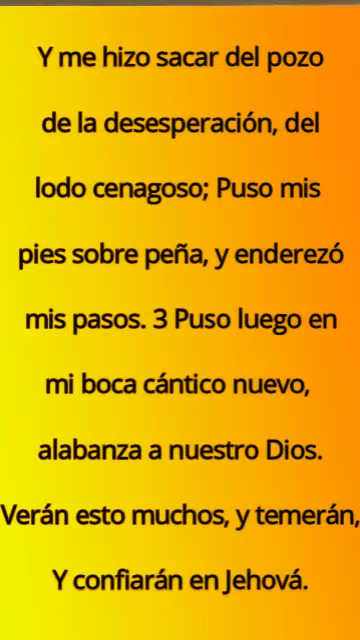 Y me hizo sacar del pozo
de la desesperación, del
lodo cenagoso; Puso mis
pies sobre peña, y enderezó
mis pasos. 3 Puso luego en
mi boca cántico nuevo,
alabanza a nuestro Dios.
Verán esto muchos, y temerán,
Y confiarán en Jehová.